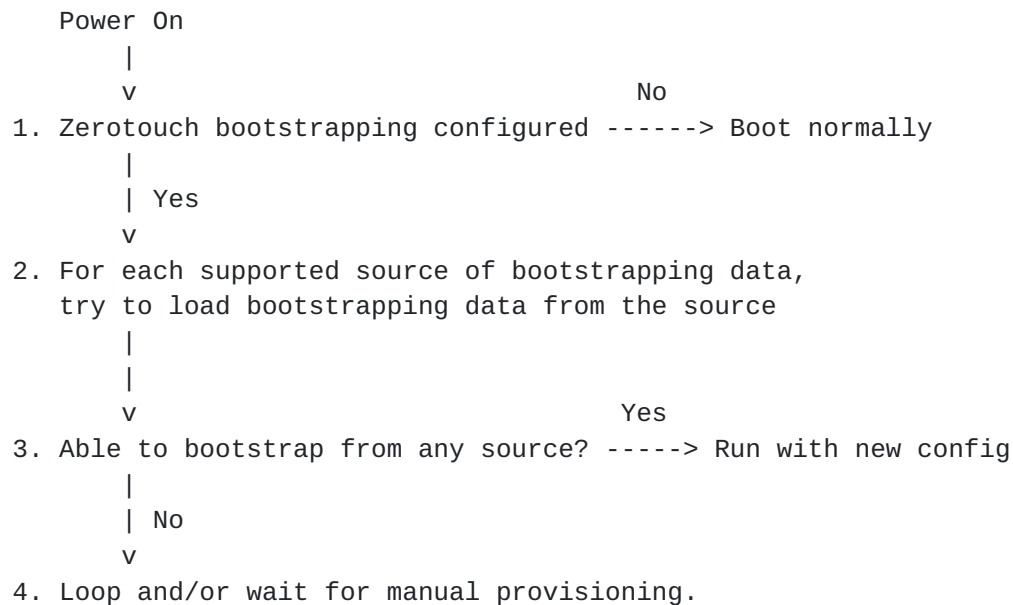 Power On
|
v                                No
1. Zerotouch bootstrapping configured ------> Boot normally
|
| Yes
v
2. For each supported source of bootstrapping data,
try to load bootstrapping data from the source
|
|
v                               Yes
3. Able to bootstrap from any source? -----> Run with new config
|
| No
v
4. Loop and/or wait for manual provisioning.